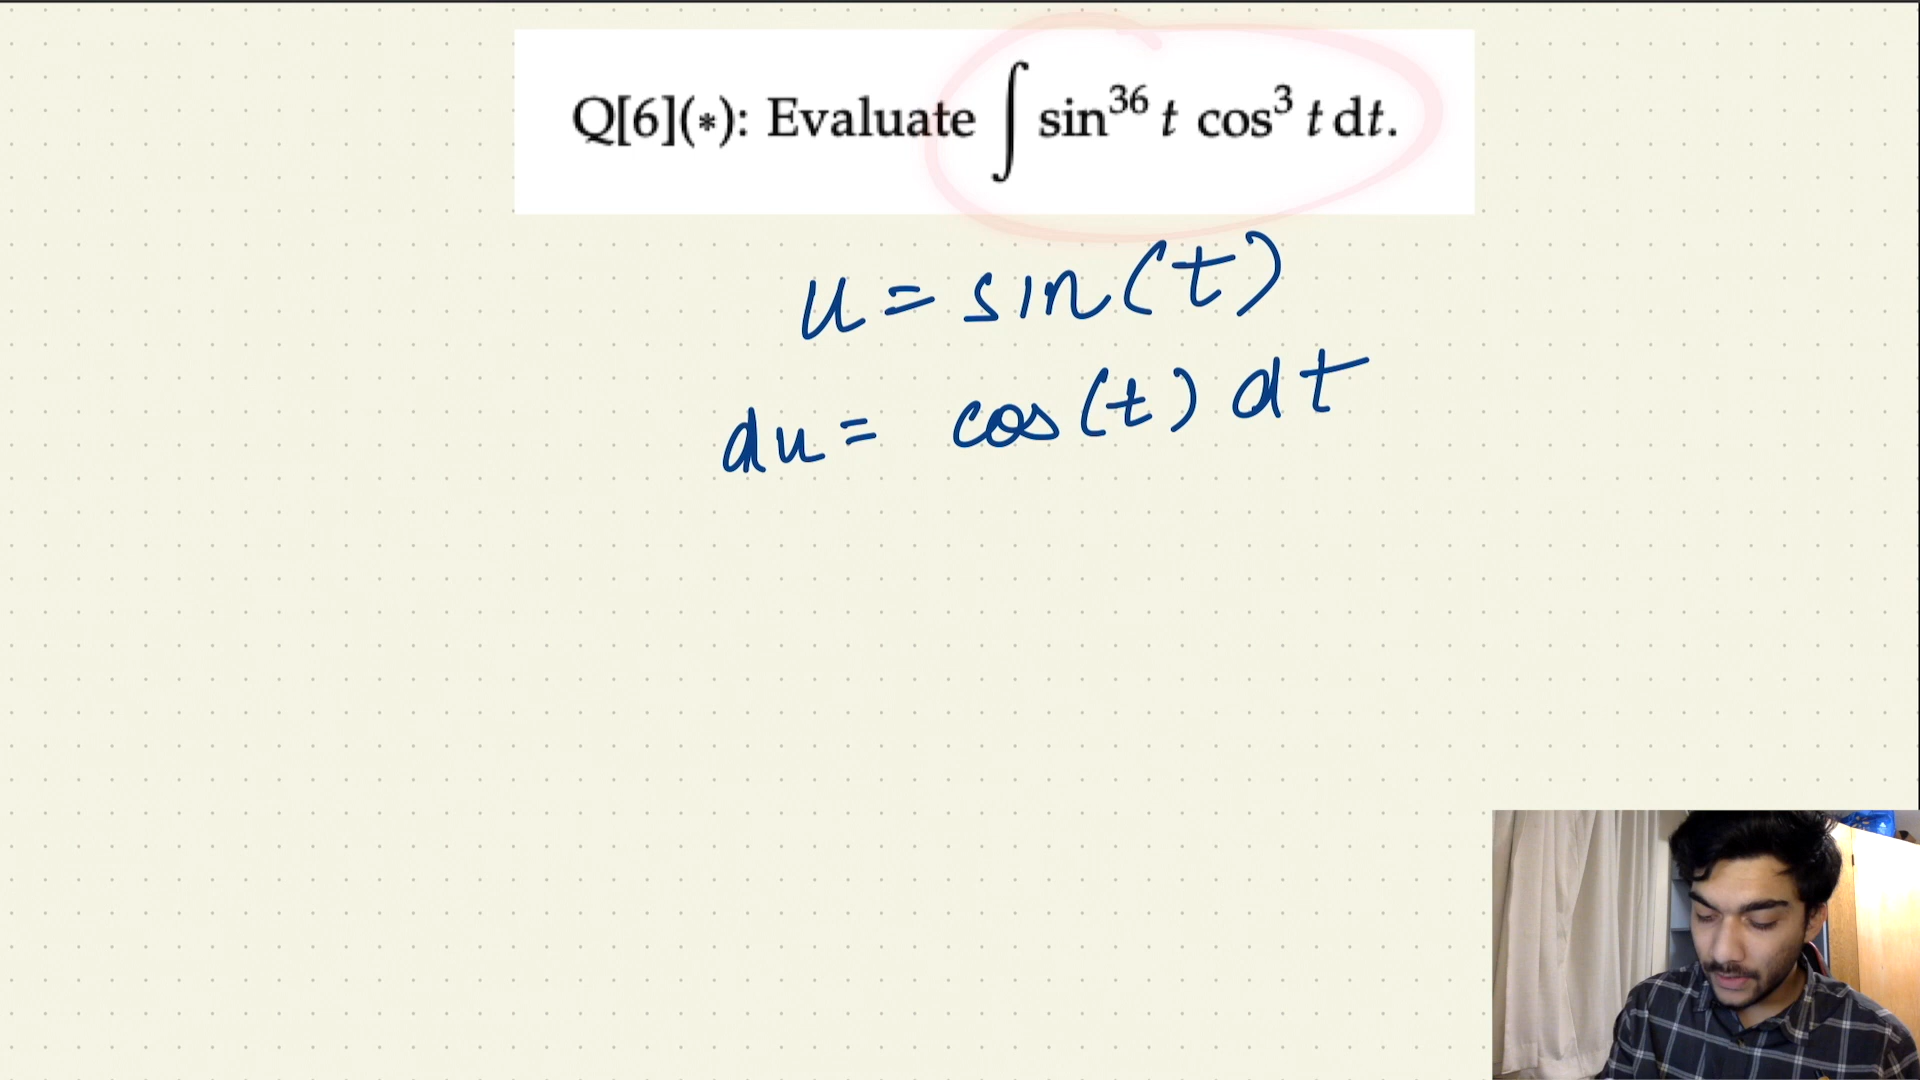 Q[6](*): Evaluate ∫ sin³⁶ t cos³ t dt.
u = sin(t)
du = cos(t) dt